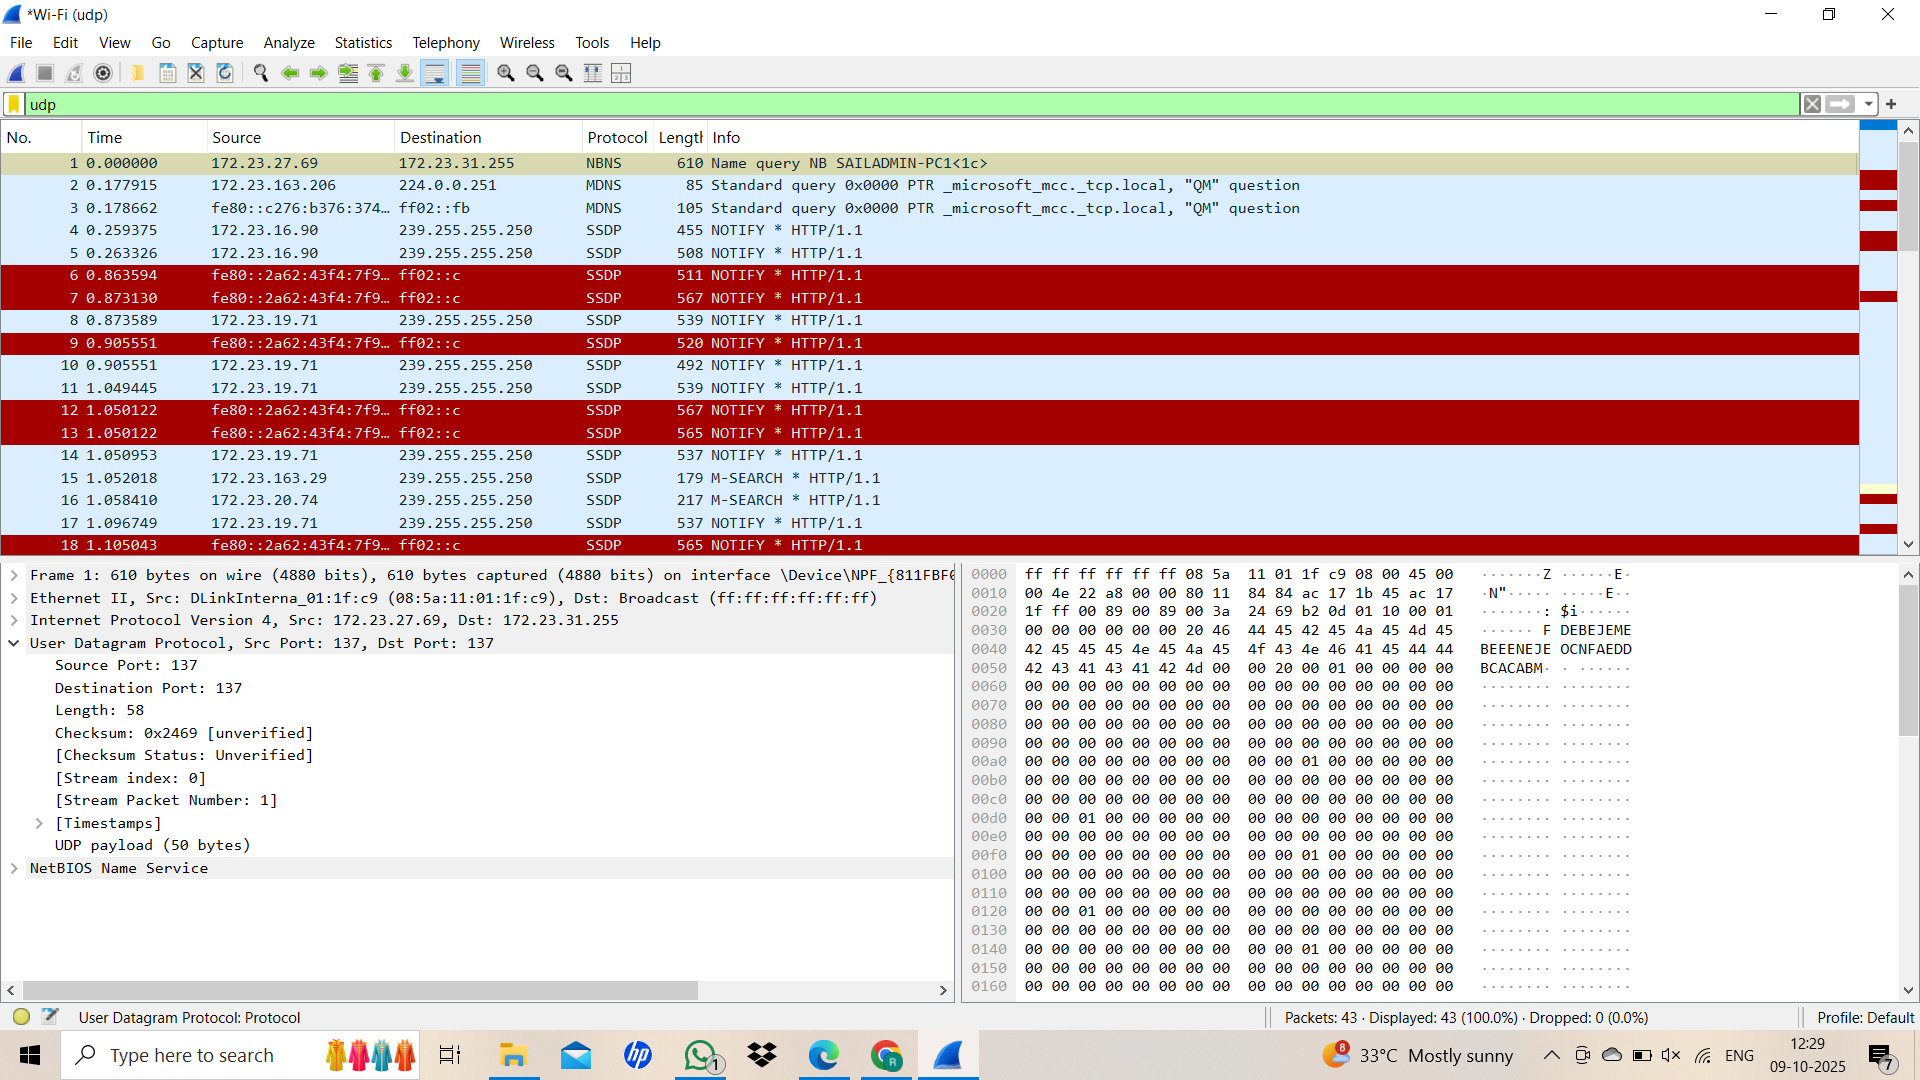 *Wi-Fi (udp)
File Edit View Go Capture Analyze Statistics Telephony Wireless Tools Help
udp
No. Time Source Destination Protocol Length Info
1 0.000000 172.23.27.69 172.23.31.255 NBNS 610 Name query NB SAILADMIN-PC1<1c>
2 0.177915 172.23.163.206 224.0.0.251 MDNS 85 Standard query 0x0000 PTR _microsoft_mcc._tcp.local, "QM" question
3 0.178662 fe80::c276:b376:374… ff02::fb MDNS 105 Standard query 0x0000 PTR _microsoft_mcc._tcp.local, "QM" question
4 0.259375 172.23.16.90 239.255.255.250 SSDP 455 NOTIFY * HTTP/1.1
5 0.263326 172.23.16.90 239.255.255.250 SSDP 508 NOTIFY * HTTP/1.1
6 0.863594 fe80::2a62:43f4:7f9… ff02::c SSDP 511 NOTIFY * HTTP/1.1
7 0.873130 fe80::2a62:43f4:7f9… ff02::c SSDP 567 NOTIFY * HTTP/1.1
8 0.873589 172.23.19.71 239.255.255.250 SSDP 539 NOTIFY * HTTP/1.1
9 0.905551 fe80::2a62:43f4:7f9… ff02::c SSDP 520 NOTIFY * HTTP/1.1
10 0.905551 172.23.19.71 239.255.255.250 SSDP 492 NOTIFY * HTTP/1.1
11 1.049445 172.23.19.71 239.255.255.250 SSDP 539 NOTIFY * HTTP/1.1
12 1.050122 fe80::2a62:43f4:7f9… ff02::c SSDP 567 NOTIFY * HTTP/1.1
13 1.050122 fe80::2a62:43f4:7f9… ff02::c SSDP 565 NOTIFY * HTTP/1.1
14 1.050953 172.23.19.71 239.255.255.250 SSDP 537 NOTIFY * HTTP/1.1
15 1.052018 172.23.163.29 239.255.255.250 SSDP 179 M-SEARCH * HTTP/1.1
16 1.058410 172.23.20.74 239.255.255.250 SSDP 217 M-SEARCH * HTTP/1.1
17 1.096749 172.23.19.71 239.255.255.250 SSDP 537 NOTIFY * HTTP/1.1
18 1.105043 fe80::2a62:43f4:7f9… ff02::c SSDP 565 NOTIFY * HTTP/1.1
Frame 1: 610 bytes on wire (4880 bits), 610 bytes captured (4880 bits) on interface \Device\NPF_{811FBF0
Ethernet II, Src: DLinkInterna_01:1f:c9 (08:5a:11:01:1f:c9), Dst: Broadcast (ff:ff:ff:ff:ff:ff)
Internet Protocol Version 4, Src: 172.23.27.69, Dst: 172.23.31.255
User Datagram Protocol, Src Port: 137, Dst Port: 137
Source Port: 137
Destination Port: 137
Length: 58
Checksum: 0x2469 [unverified]
[Checksum Status: Unverified]
[Stream index: 0]
[Stream Packet Number: 1]
[Timestamps]
UDP payload (50 bytes)
NetBIOS Name Service
0000 ff ff ff ff ff ff 08 5a 11 01 1f c9 08 00 45 00 ·······Z ······E·
0010 00 4e 22 a8 00 00 80 11 84 84 ac 17 1b 45 ac 17 ·N"····· ·····E··
0020 1f ff 00 89 00 89 00 3a 24 69 b2 0d 01 10 00 01 ·······: $i······
0030 00 00 00 00 00 00 20 46 44 45 42 45 4a 45 4d 45 ······ F DEBEJEME
0040 42 45 45 45 4e 45 4a 45 4f 43 4e 46 41 45 44 44 BEEENEJE OCNFAEDD
0050 42 43 41 43 41 42 4d 00 00 20 00 01 00 00 00 00 BCACABM· · ······
0060 00 00 00 00 00 00 00 00 00 00 00 00 00 00 00 00 ········ ········
0070 00 00 00 00 00 00 00 00 00 00 00 00 00 00 00 00 ········ ········
0080 00 00 00 00 00 00 00 00 00 00 00 00 00 00 00 00 ········ ········
0090 00 00 00 00 00 00 00 00 00 00 00 00 00 00 00 00 ········ ········
00a0 00 00 00 00 00 00 00 00 00 00 01 00 00 00 00 00 ········ ········
00b0 00 00 00 00 00 00 00 00 00 00 00 00 00 00 00 00 ········ ········
00c0 00 00 00 00 00 00 00 00 00 00 00 00 00 00 00 00 ········ ········
00d0 00 00 01 00 00 00 00 00 00 00 00 00 00 00 00 00 ········ ········
00e0 00 00 00 00 00 00 00 00 00 00 00 00 00 00 00 00 ········ ········
00f0 00 00 00 00 00 00 00 00 00 00 01 00 00 00 00 00 ········ ········
0100 00 00 00 00 00 00 00 00 00 00 00 00 00 00 00 00 ········ ········
0110 00 00 00 00 00 00 00 00 00 00 00 00 00 00 00 00 ········ ········
0120 00 00 01 00 00 00 00 00 00 00 00 00 00 00 00 00 ········ ········
0130 00 00 00 00 00 00 00 00 00 00 00 00 00 00 00 00 ········ ········
0140 00 00 00 00 00 00 00 00 00 00 01 00 00 00 00 00 ········ ········
0150 00 00 00 00 00 00 00 00 00 00 00 00 00 00 00 00 ········ ········
0160 00 00 00 00 00 00 00 00 00 00 00 00 00 00 00 00 ········ ········
User Datagram Protocol: Protocol Packets: 43 · Displayed: 43 (100.0%) · Dropped: 0 (0.0%) Profile: Default
Type here to search hp 1 R 8 33°C Mostly sunny ENG 12:29 7
09-10-2025